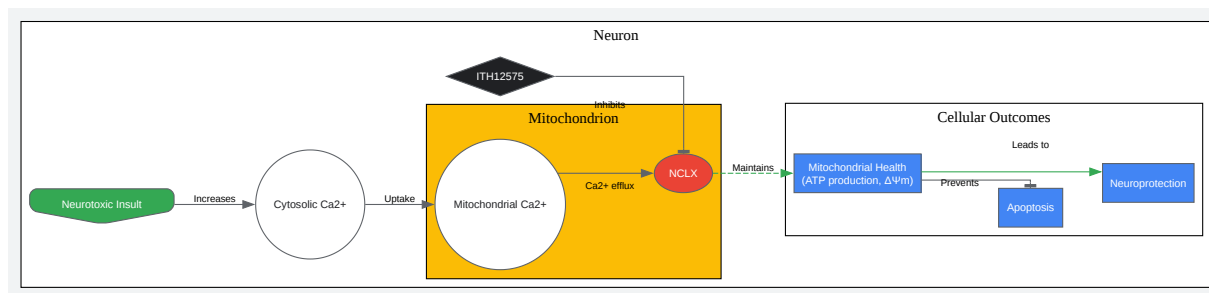 Neuron
ITH12575
Inhibits
Mitochondrion
Cellular Outcomes
Neurotoxic Insult
Increases
Cytosolic Ca2+
Uptake
Mitochondrial Ca2+
Ca2+ efflux
NCLX
Maintains
Mitochondrial Health
(ATP production, ΔΨm)
Leads to
Prevents
Neuroprotection
Apoptosis